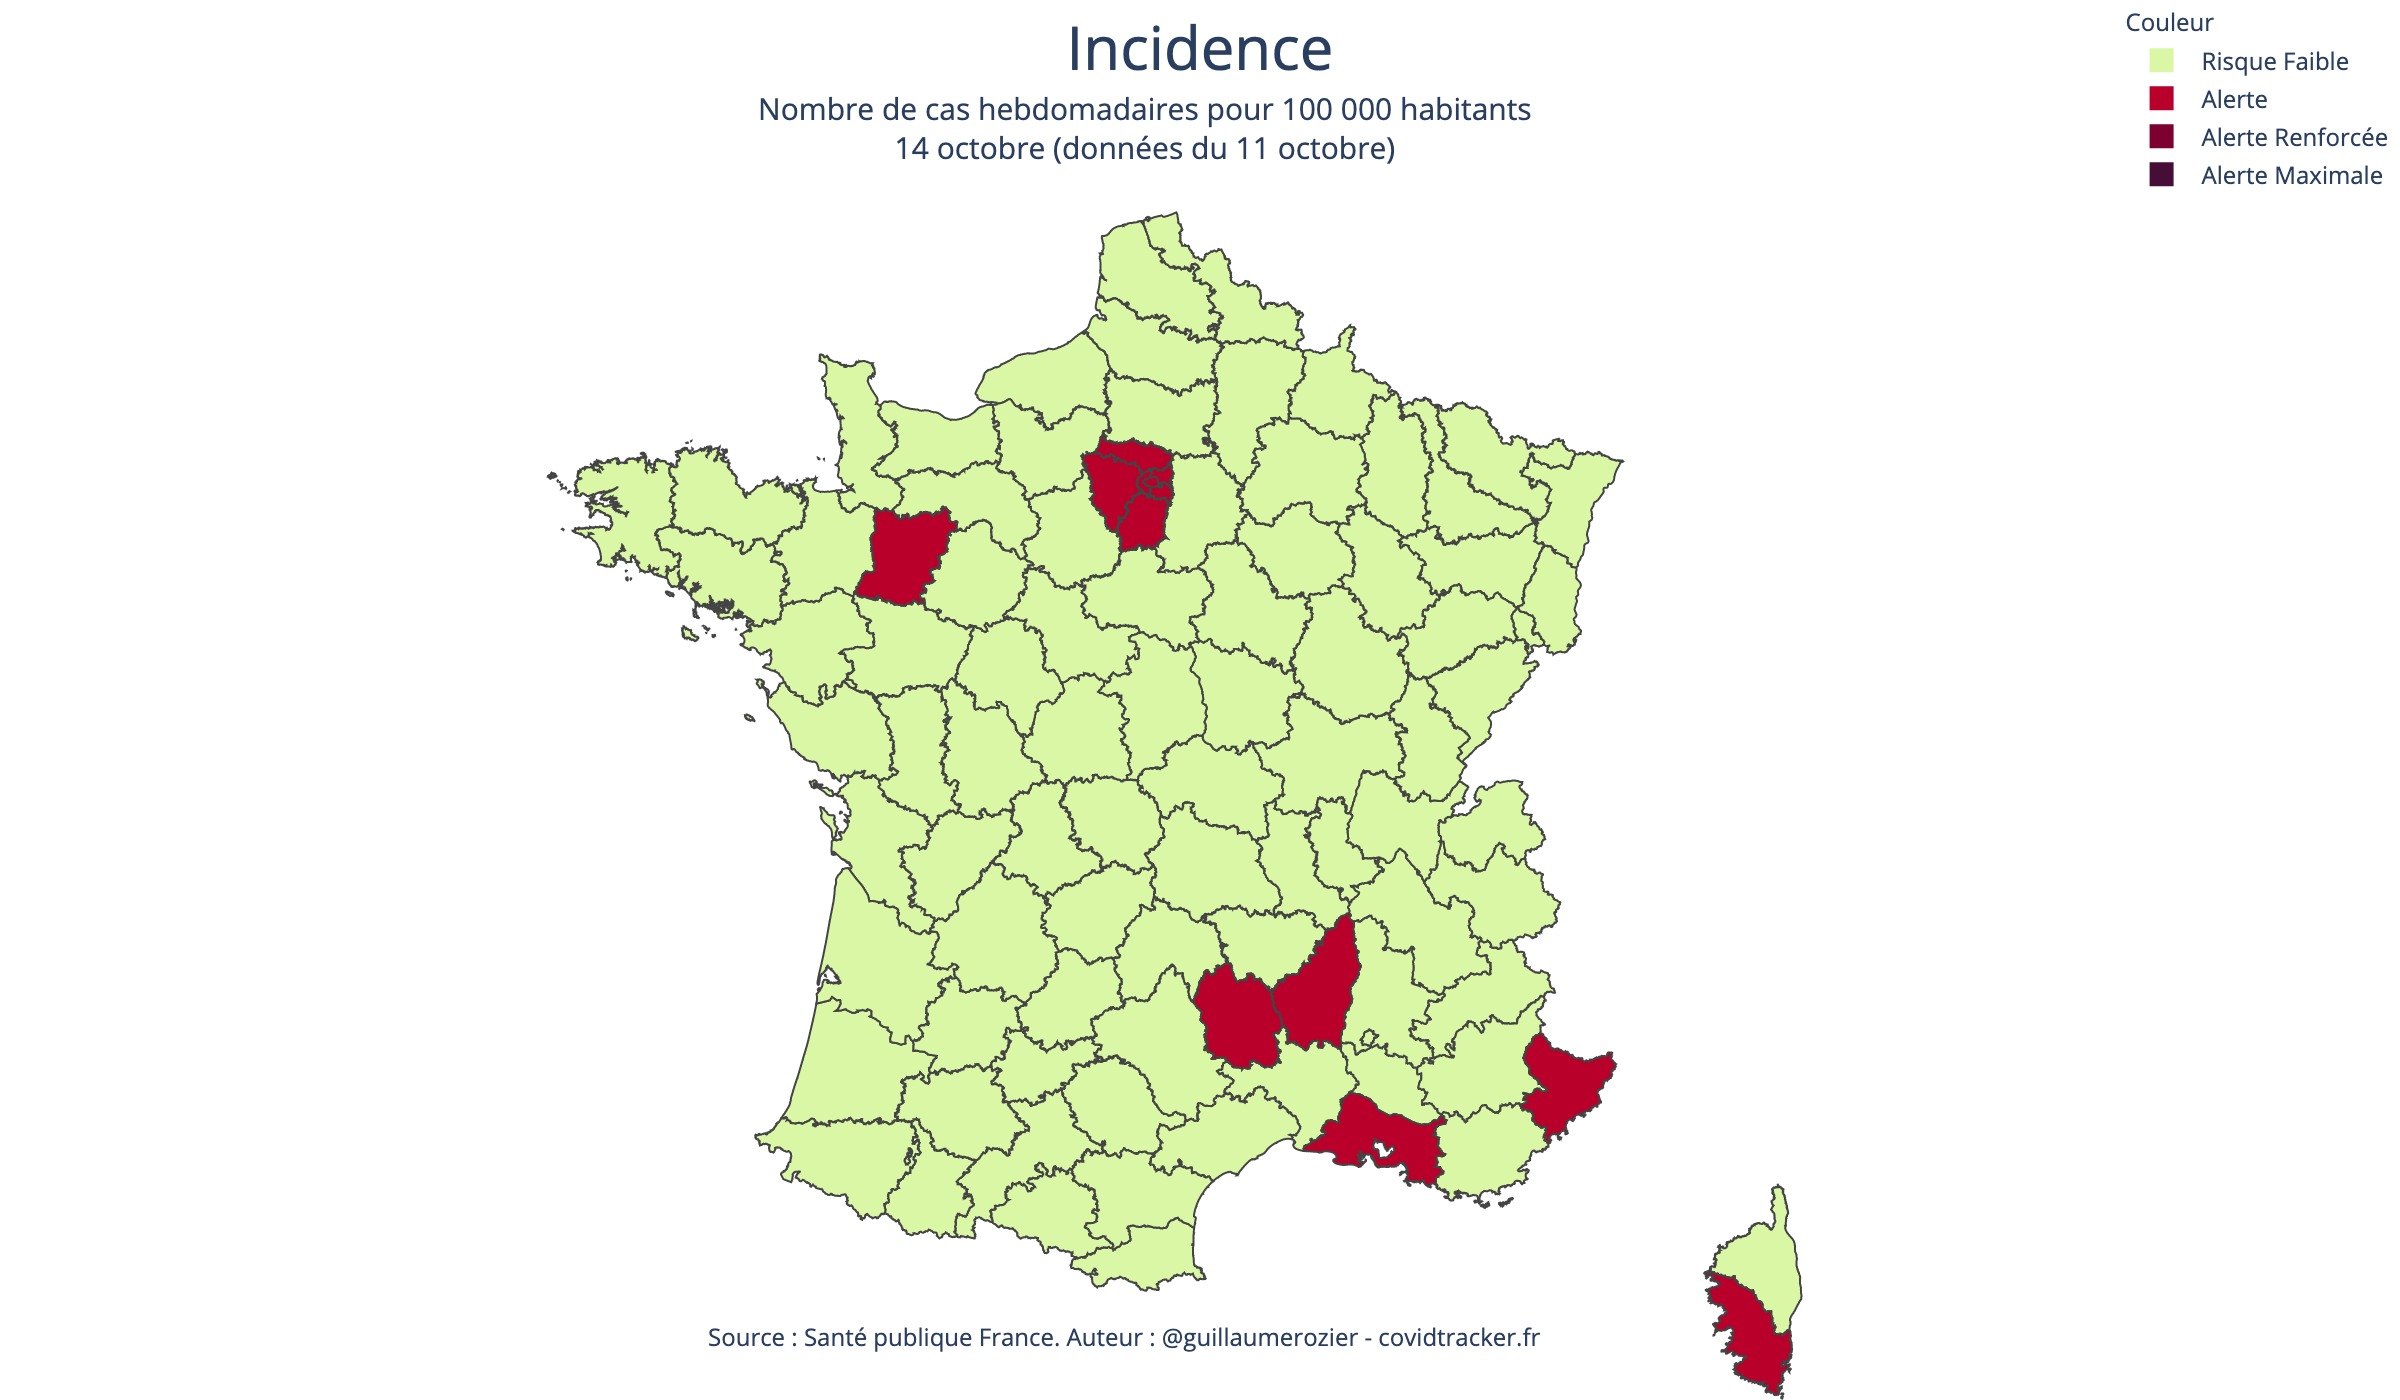 Incidence
Nombre de cas hebdomadaires pour 100 000 habitants
14 octobre (données du 11 octobre)
Couleur
Risque Faible
Alerte
Alerte Renforcée
Alerte Maximale
Source : Santé publique France. Auteur : @guillaumerozier - covidtracker.fr